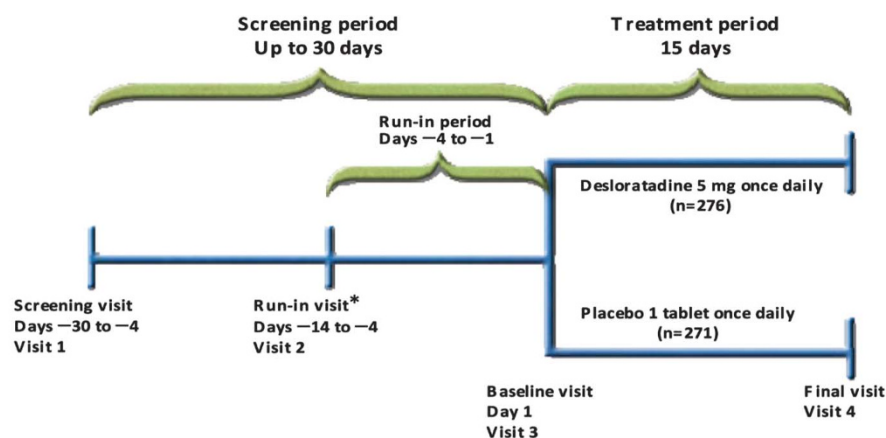 Screening period
Up to 30 days
Treatment period
15 days
Run-in period
Days −4 to −1
Desloratadine 5 mg once daily
(n=276)
Screening visit
Days −30 to −4
Visit 1
Run-in visit*
Days −14 to −4
Visit 2
Placebo 1 tablet once daily
(n=271)
Baseline visit
Day 1
Visit 3
Final visit
Visit 4